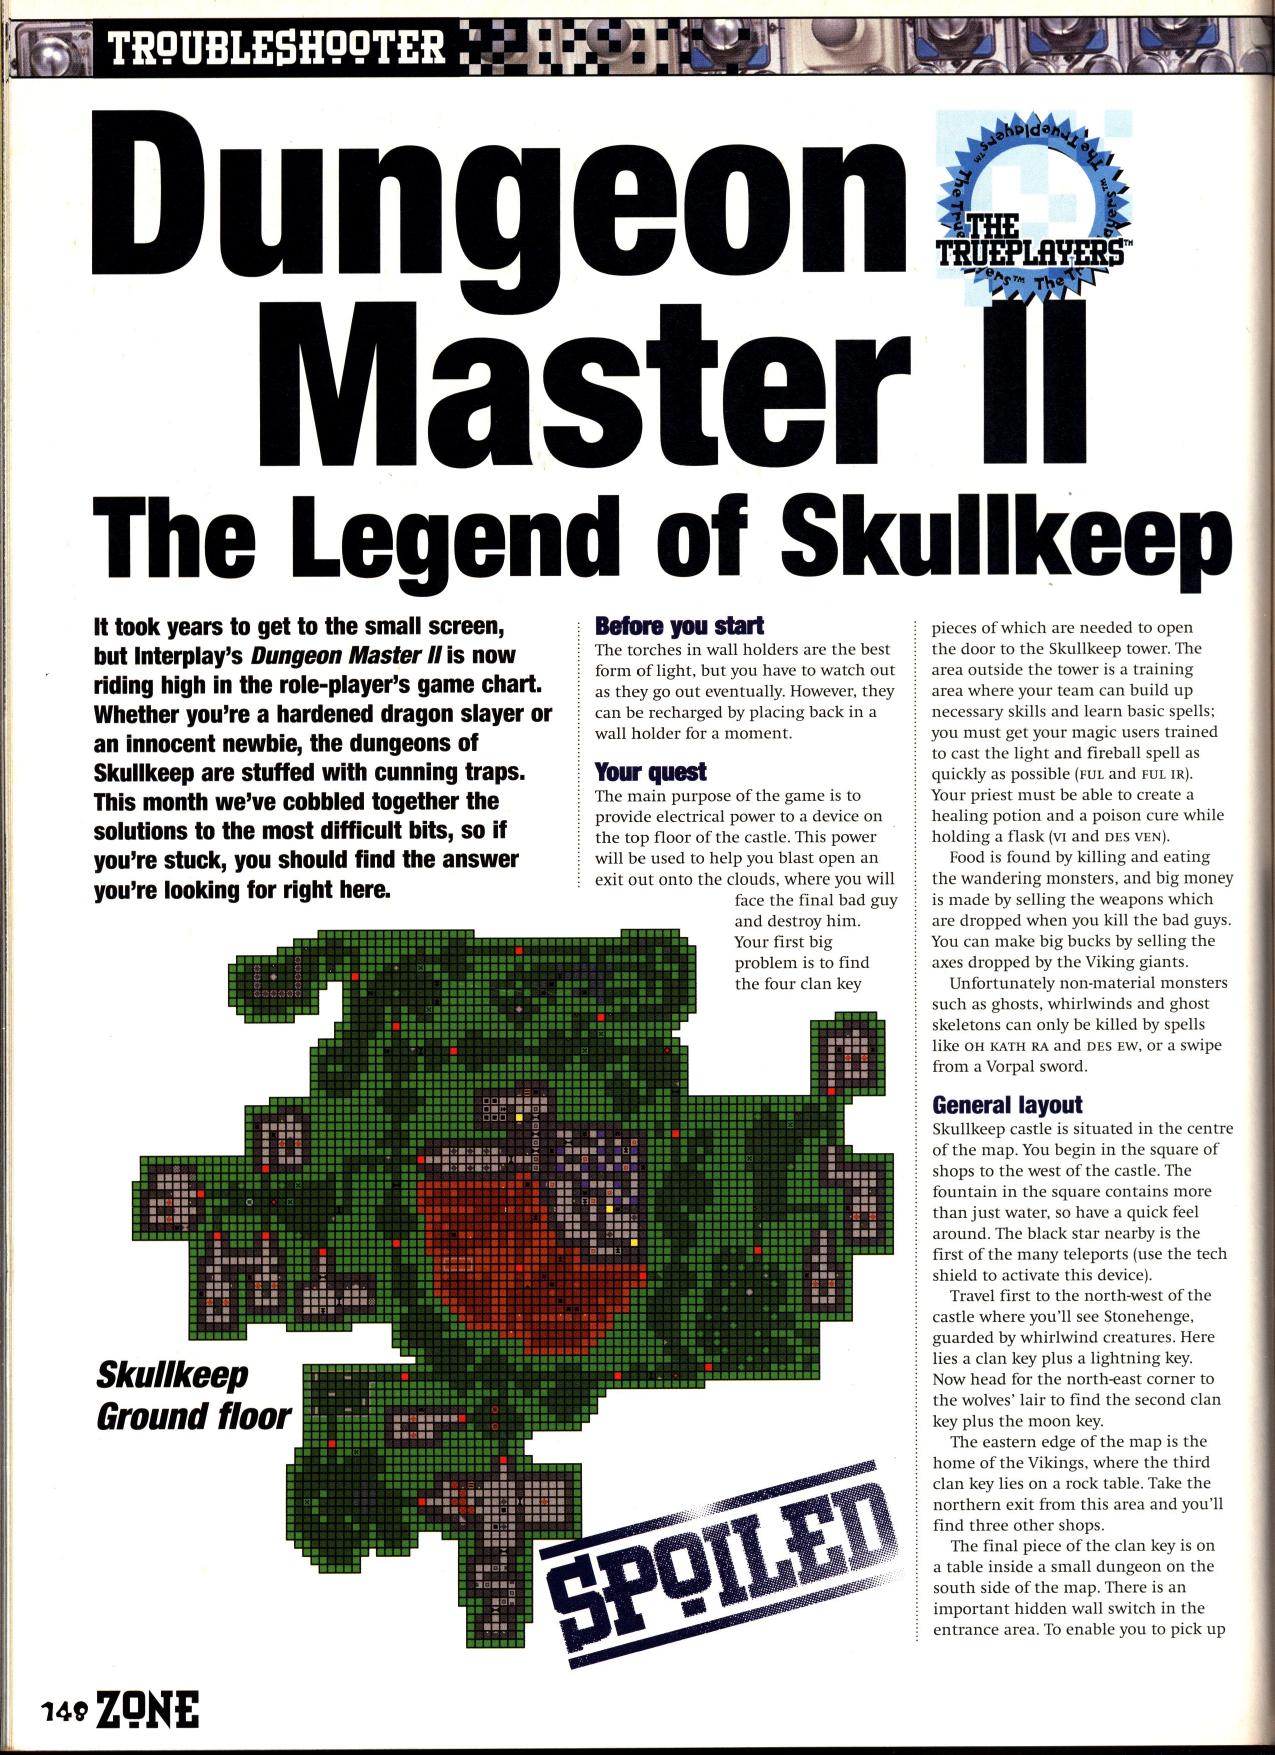 TROUBLESHOOTER
Dungeon
Master II
The Legend of Skullkeep
THE
TRUEPLAYERS™
It took years to get to the small screen,
but Interplay's Dungeon Master II is now
riding high in the role-player's game chart.
Whether you're a hardened dragon slayer or
an innocent newbie, the dungeons of
Skullkeep are stuffed with cunning traps.
This month we've cobbled together the
solutions to the most difficult bits, so if
you're stuck, you should find the answer
you're looking for right here.
Before you start
The torches in wall holders are the best
form of light, but you have to watch out
as they go out eventually. However, they
can be recharged by placing back in a
wall holder for a moment.
Your quest
The main purpose of the game is to
provide electrical power to a device on
the top floor of the castle. This power
will be used to help you blast open an
exit out onto the clouds, where you will
face the final bad guy
and destroy him.
Your first big
problem is to find
the four clan key
pieces of which are needed to open
the door to the Skullkeep tower. The
area outside the tower is a training
area where your team can build up
necessary skills and learn basic spells;
you must get your magic users trained
to cast the light and fireball spell as
quickly as possible (FUL and FUL IR).
Your priest must be able to create a
healing potion and a poison cure while
holding a flask (VI and DES VEN).
Food is found by killing and eating
the wandering monsters, and big money
is made by selling the weapons which
are dropped when you kill the bad guys.
You can make big bucks by selling the
axes dropped by the Viking giants.
Unfortunately non-material monsters
such as ghosts, whirlwinds and ghost
skeletons can only be killed by spells
like OH KATH RA and DES EW, or a swipe
from a Vorpal sword.
General layout
Skullkeep castle is situated in the centre
of the map. You begin in the square of
shops to the west of the castle. The
fountain in the square contains more
than just water, so have a quick feel
around. The black star nearby is the
first of the many teleports (use the tech
shield to activate this device).
Travel first to the north-west of the
castle where you'll see Stonehenge,
guarded by whirlwind creatures. Here
lies a clan key plus a lightning key.
Now head for the north-east corner to
the wolves' lair to find the second clan
key plus the moon key.
The eastern edge of the map is the
home of the Vikings, where the third
clan key lies on a rock table. Take the
northern exit from this area and you'll
find three other shops.
The final piece of the clan key is on
a table inside a small dungeon on the
south side of the map. There is an
important hidden wall switch in the
entrance area. To enable you to pick up
Skullkeep
Ground floor
SPOILED
148 ZONE